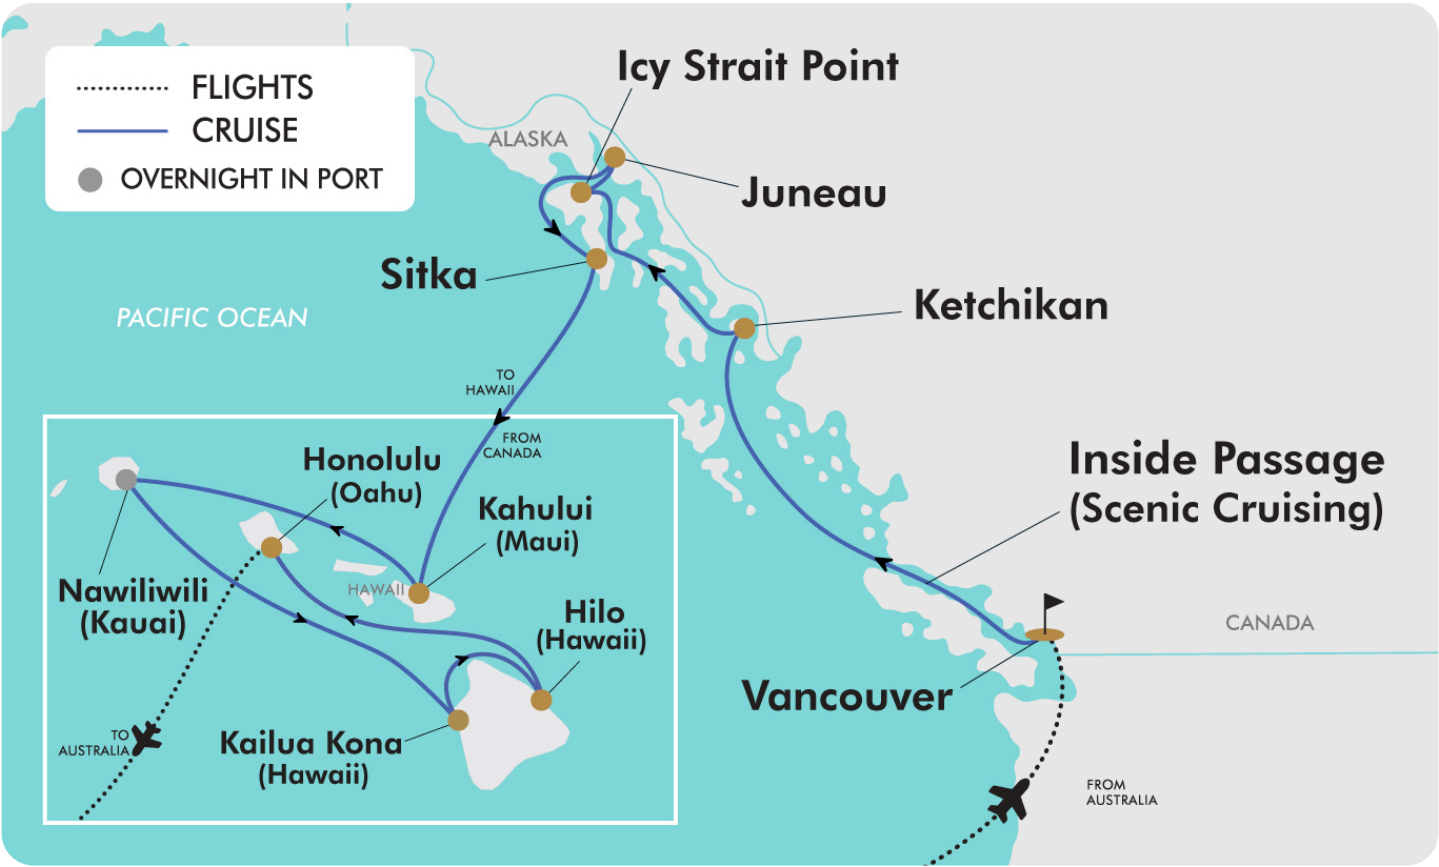 FLIGHTS
CRUISE
OVERNIGHT IN PORT
Icy Strait Point
ALASKA
Juneau
Sitka
Ketchikan
PACIFIC OCEAN
TO
HAWAII
FROM
CANADA
Inside Passage
(Scenic Cruising)
Honolulu
(Oahu)
Kahului
(Maui)
Nawiliwili
(Kauai)
HAWAII
Hilo
(Hawaii)
CANADA
Vancouver
TO
AUSTRALIA
Kailua Kona
(Hawaii)
FROM
AUSTRALIA